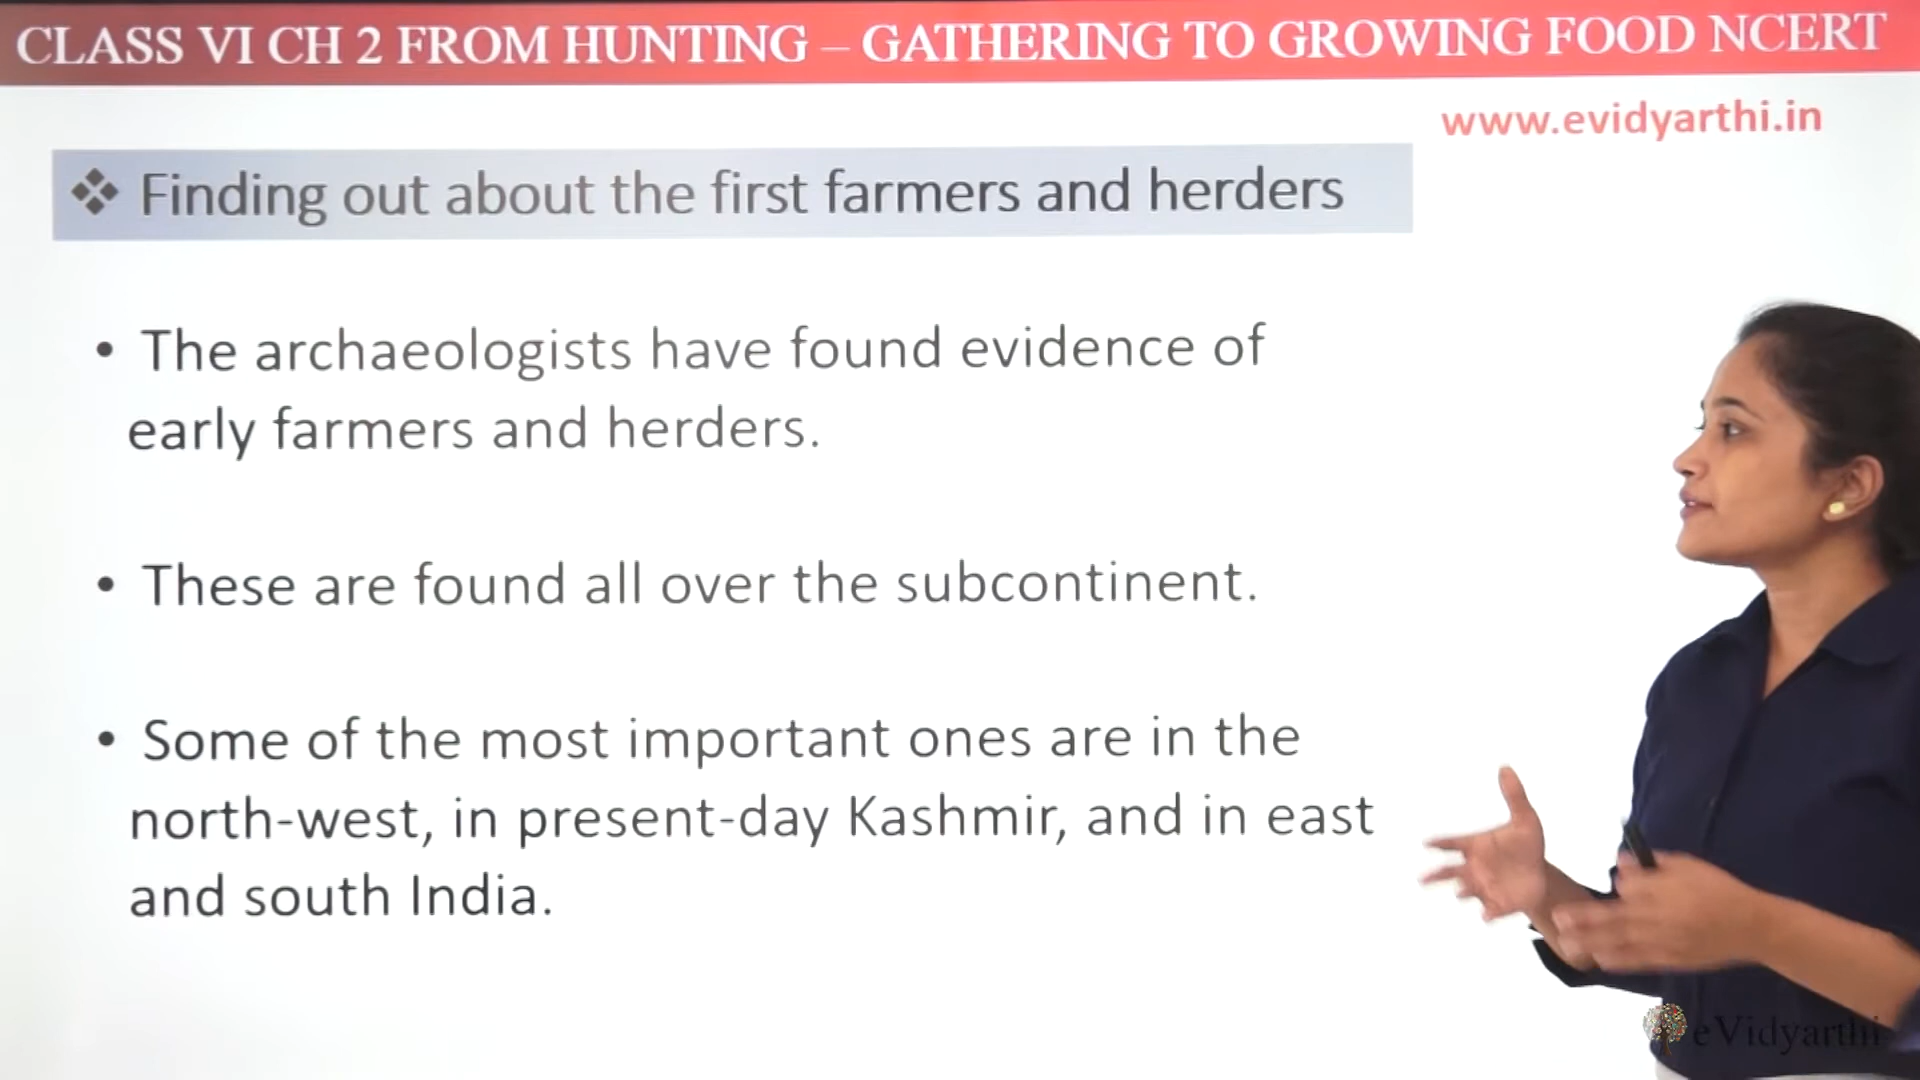 CLASS VI CH 2 FROM HUNTING – GATHERING TO GROWING FOOD NCERT
www.evidyarthi.in
❖ Finding out about the first farmers and herders
• The archaeologists have found evidence of
early farmers and herders.
• These are found all over the subcontinent.
• Some of the most important ones are in the
north-west, in present-day Kashmir, and in east
and south India.
eVidyarthi